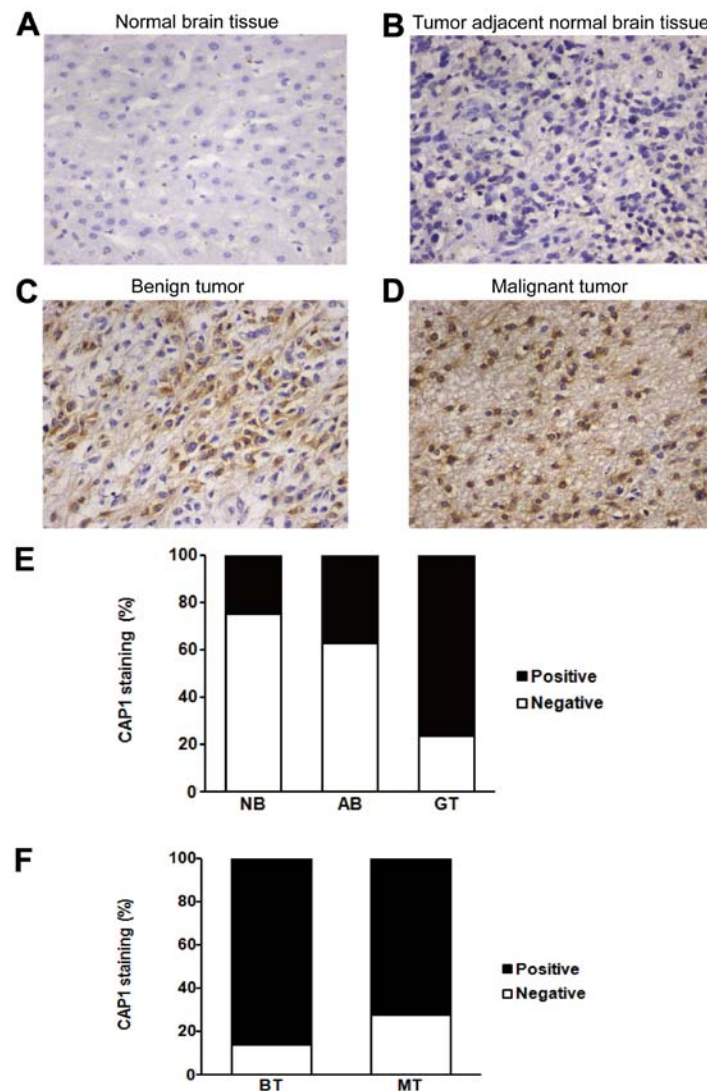 A Normal brain tissue
B Tumor adjacent normal brain tissue
C Benign tumor
D Malignant tumor
E
CAP1 staining (%)
100
80
60
40
20
0
NB AB GT
Positive
Negative
F
CAP1 staining (%)
100
80
60
40
20
0
BT MT
Positive
Negative